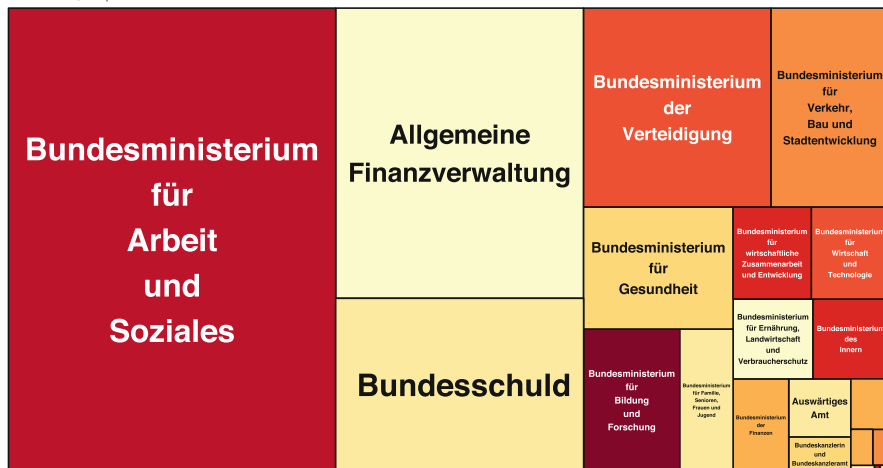 Bundesministerium
für
Arbeit
und
Soziales
Allgemeine
Finanzverwaltung
Bundesschuld
Bundesministerium
der
Verteidigung
Bundesministerium
für
Verkehr,
Bau und
Stadtentwicklung
Bundesministerium
für
Gesundheit
Bundesministerium
für
wirtschaftliche
Zusammenarbeit
und Entwicklung
Bundesministerium
für
Wirtschaft
und
Technologie
Bundesministerium
für Ernährung,
Landwirtschaft
und
Verbraucherschutz
Bundesministerium
des
Innern
Bundesministerium
für
Bildung
und
Forschung
Bundesministerium
für Familie,
Senioren,
Frauen und
Jugend
Bundesministerium
der
Finanzen
Auswärtiges
Amt
Bundeskanzlerin
und
Bundeskanzleramt